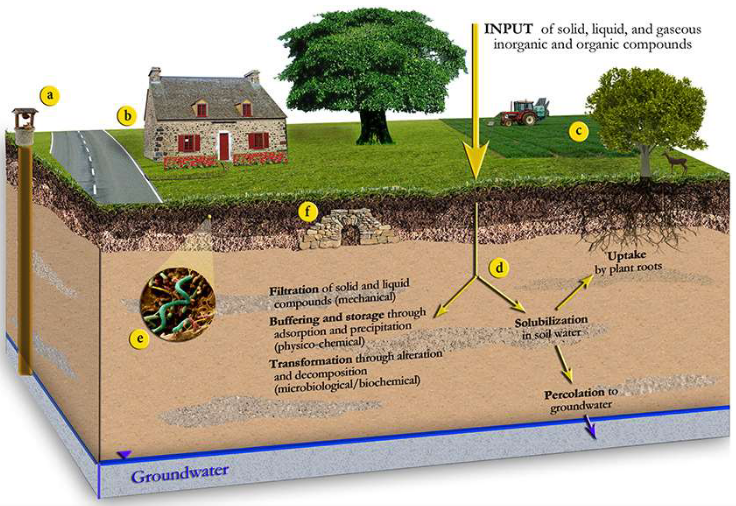 INPUT of solid, liquid, and gaseous
inorganic and organic compounds
a
b
c
f
d
Uptake
by plant roots
Filtration of solid and liquid
compounds (mechanical)
Buffering and storage through
adsorption and precipitation
(physico-chemical)
Transformation through alteration
and decomposition
(microbiological/biochemical)
e
Solubilization
in soil water
Percolation to
groundwater
Groundwater